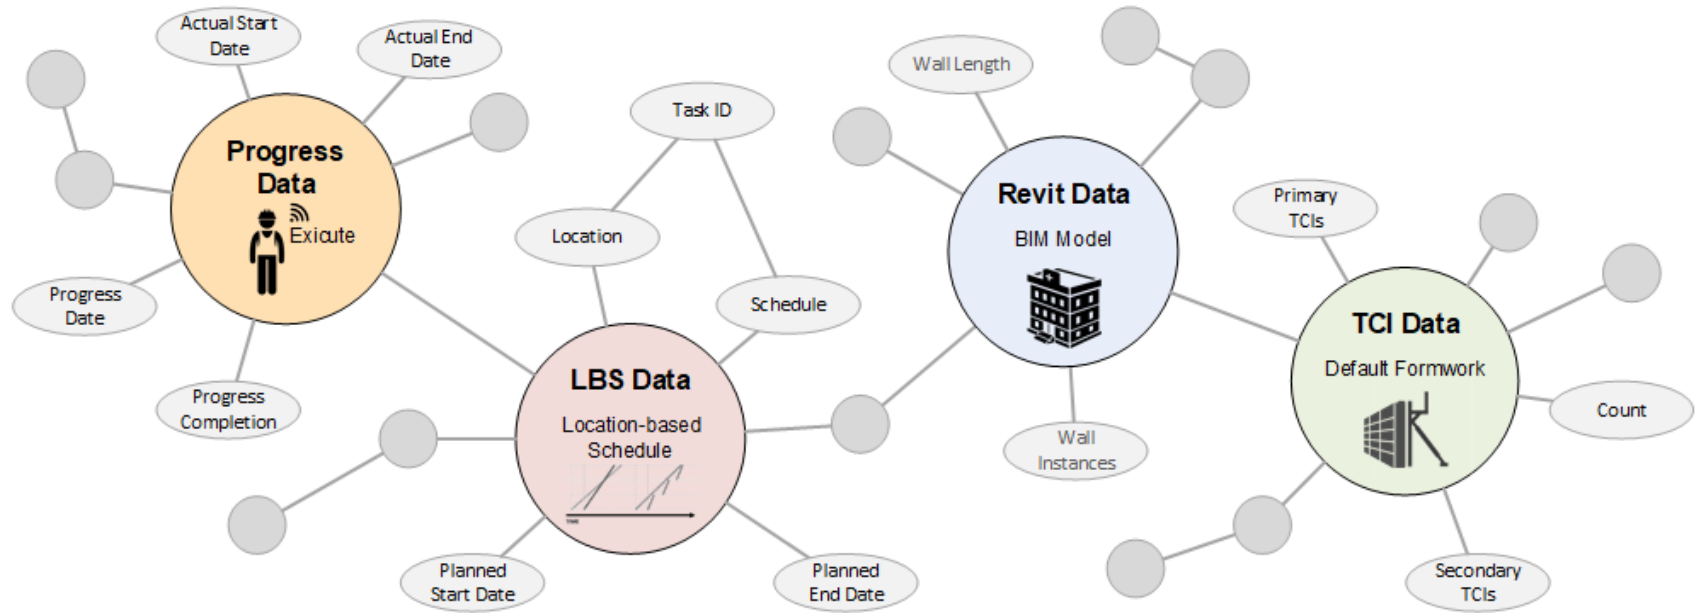 Actual Start
Date
Actual End
Date
Progress
Data
Exicute
Progress
Date
Progress
Completion
Task ID
Location
Schedule
LBS Data
Location-based
Schedule
TIME
Planned
Start Date
Planned
End Date
Wall Length
Revit Data
BIM Model
Wall
Instances
Primary
TCIs
TCI Data
Default Formwork
Count
Secondary
TCIs